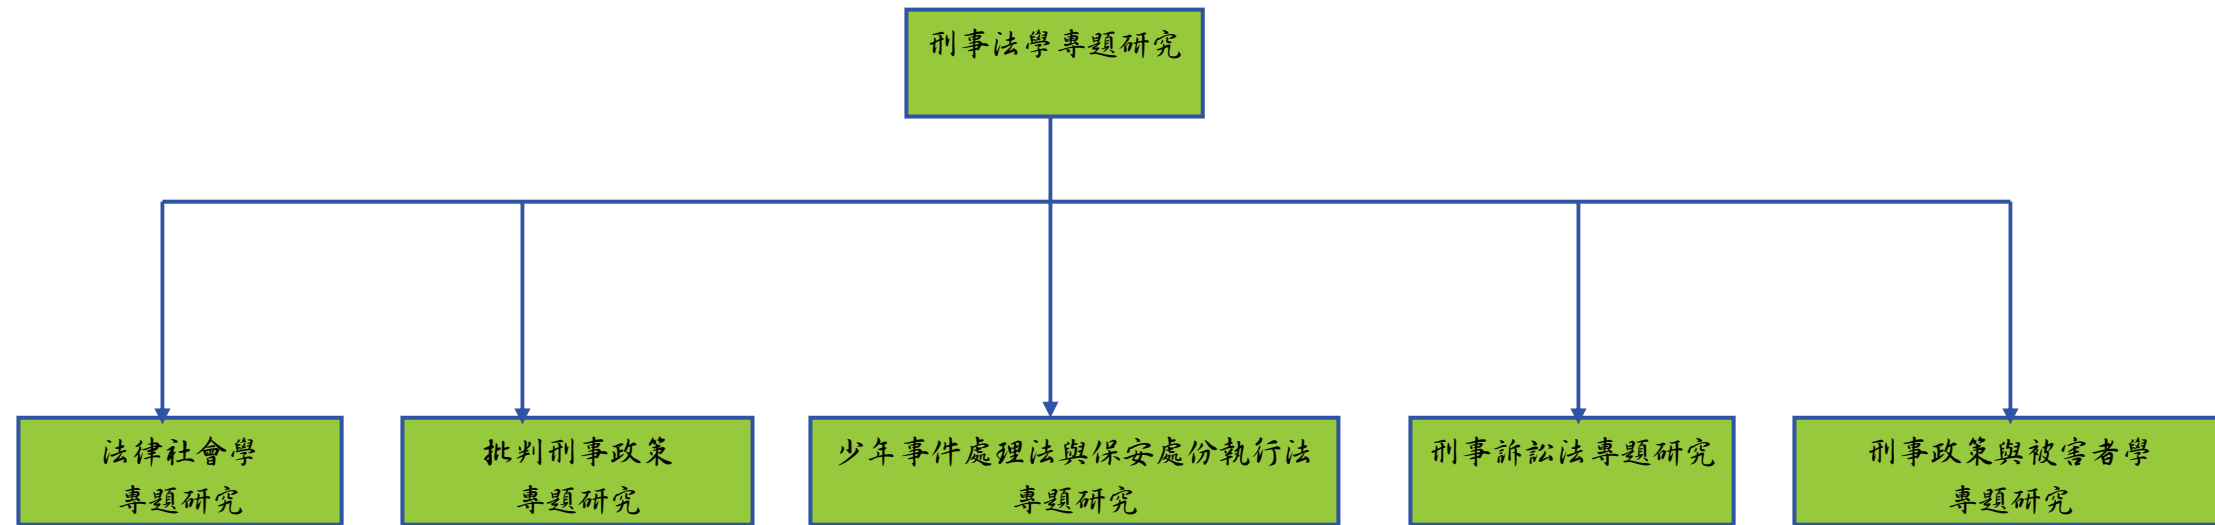 刑事法學專題研究
法律社會學
專題研究
批判刑事政策
專題研究
少年事件處理法與保安處份執行法
專題研究
刑事訴訟法專題研究
刑事政策與被害者學
專題研究